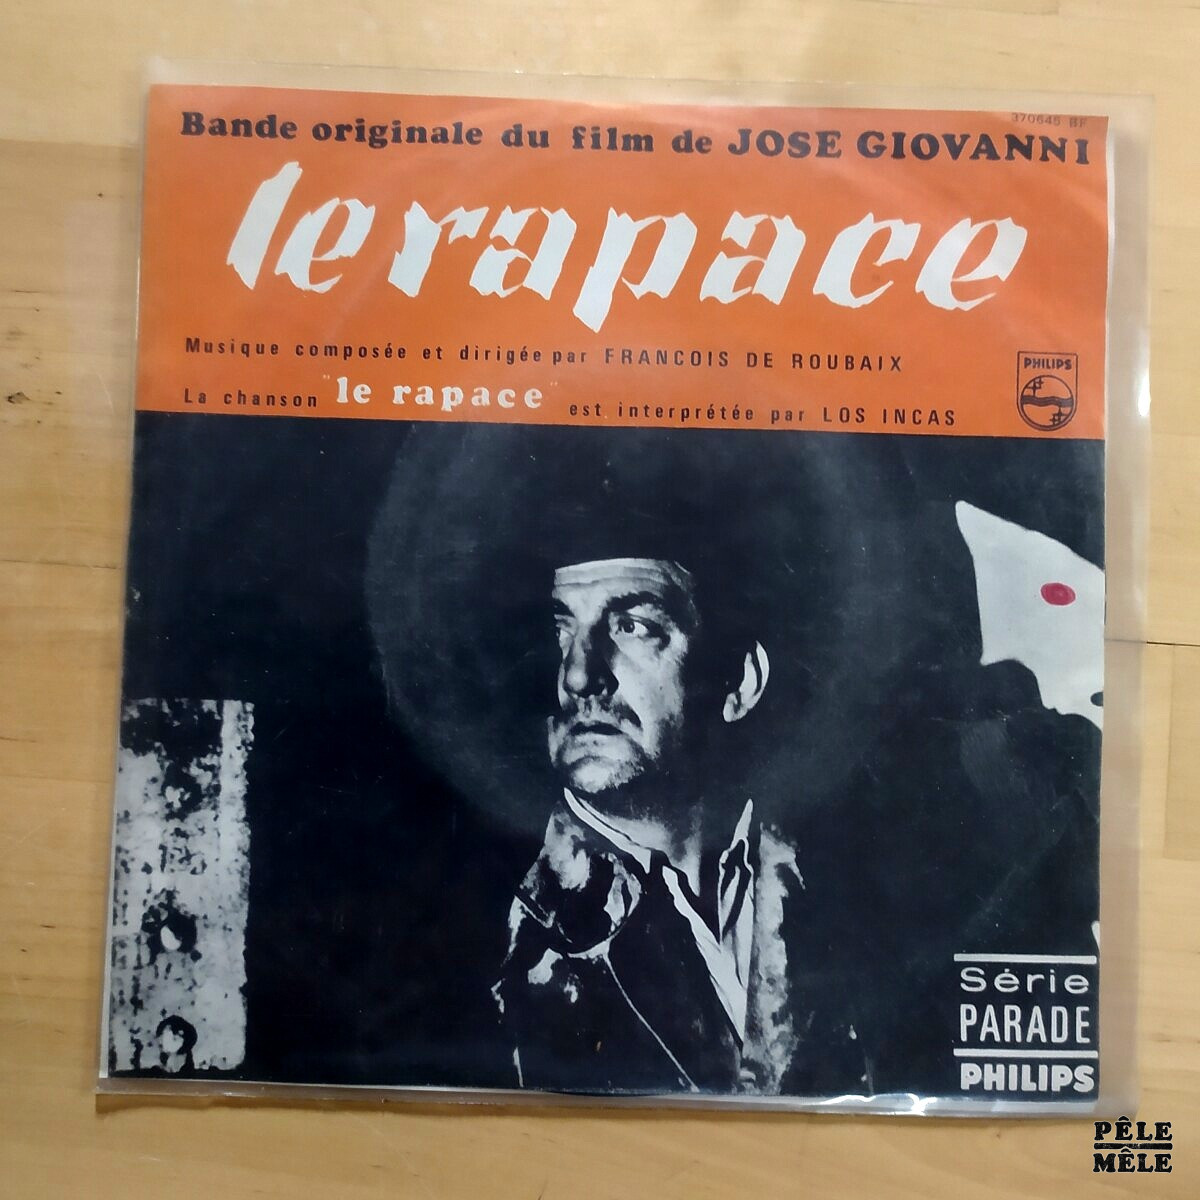 370645 BF
Bande originale du film de JOSE GIOVANNI
le rapace
Musique composée et dirigée par FRANCOIS DE ROUBAIX
La chanson "le rapace" est interprétée par LOS INCAS
PHILIPS
Série
PARADE
PHILIPS
PÊLE
MÊLE